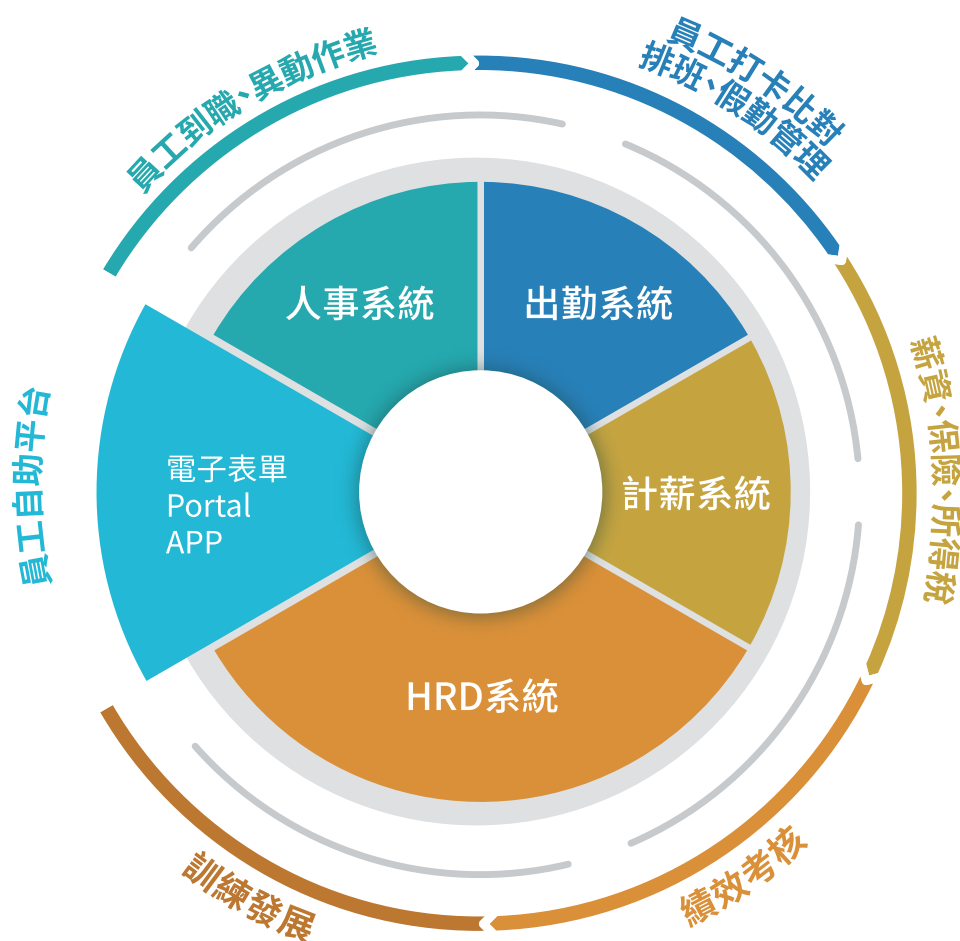 員工到職、異動作業
員工打卡比對
排班、假勤管理
人事系統
出勤系統
薪資、保險、所得稅
員工自助平台
電子表單
Portal
APP
計薪系統
HRD系統
績效考核
訓練發展